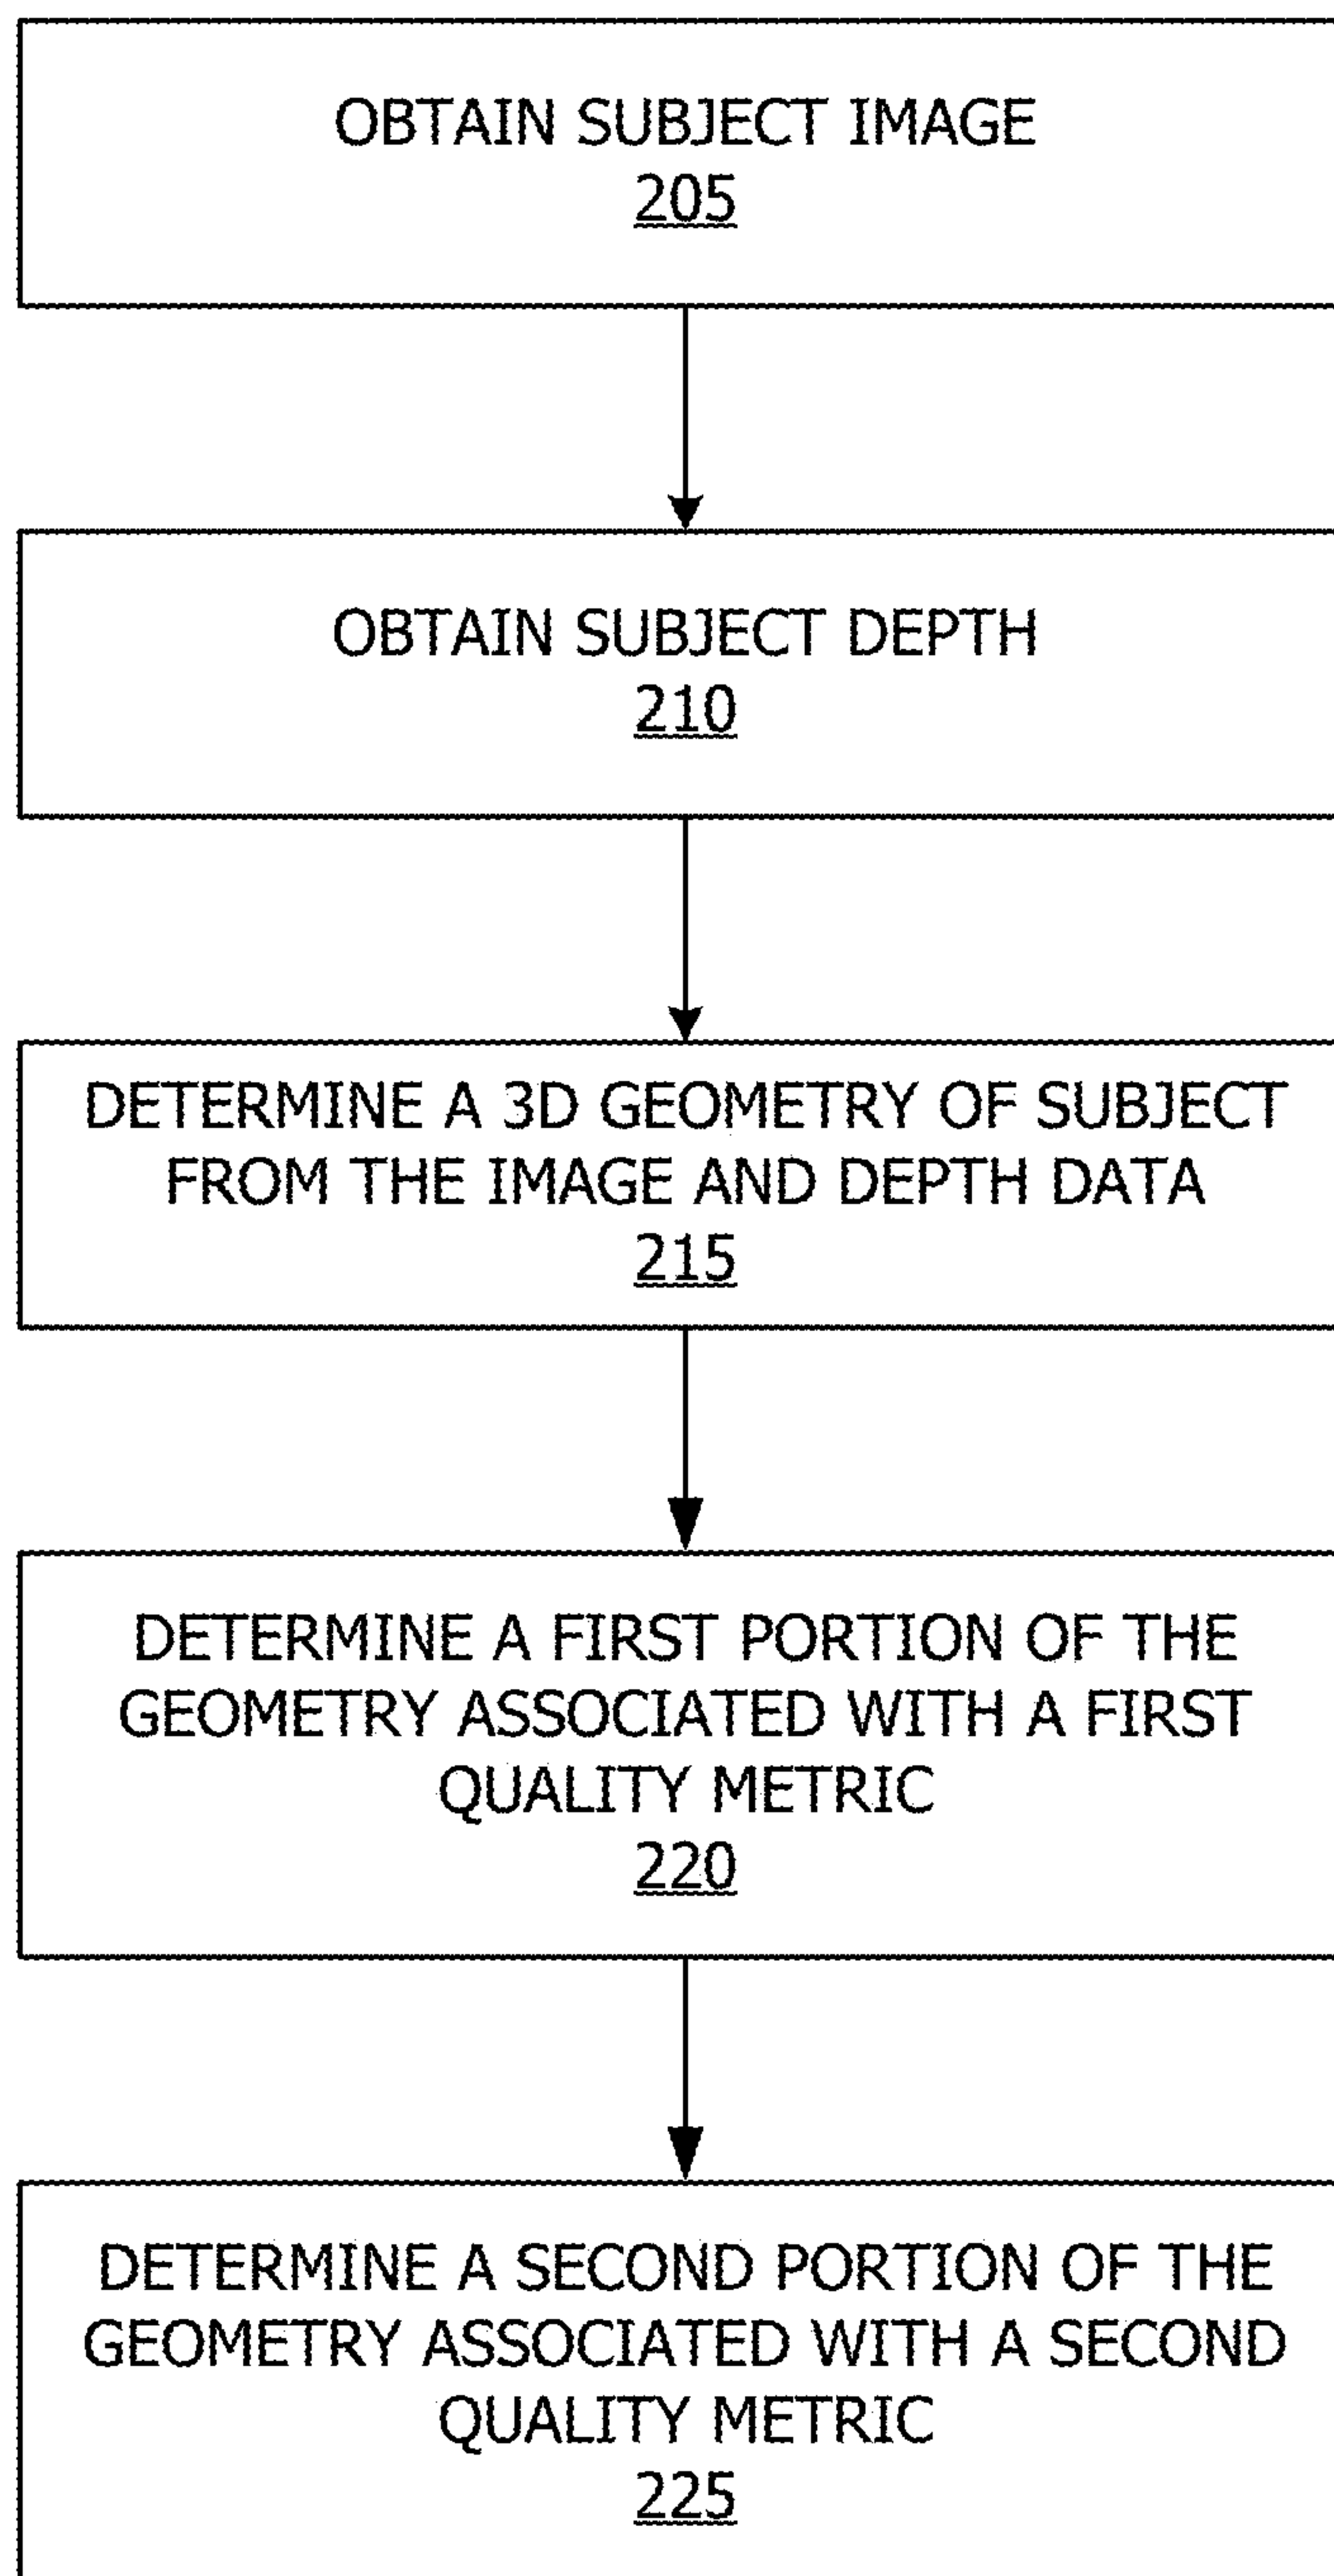 OBTAIN SUBJECT IMAGE
205
OBTAIN SUBJECT DEPTH
210
DETERMINE A 3D GEOMETRY OF SUBJECT
FROM THE IMAGE AND DEPTH DATA
215
DETERMINE A FIRST PORTION OF THE
GEOMETRY ASSOCIATED WITH A FIRST
QUALITY METRIC
220
DETERMINE A SECOND PORTION OF THE
GEOMETRY ASSOCIATED WITH A SECOND
QUALITY METRIC
225